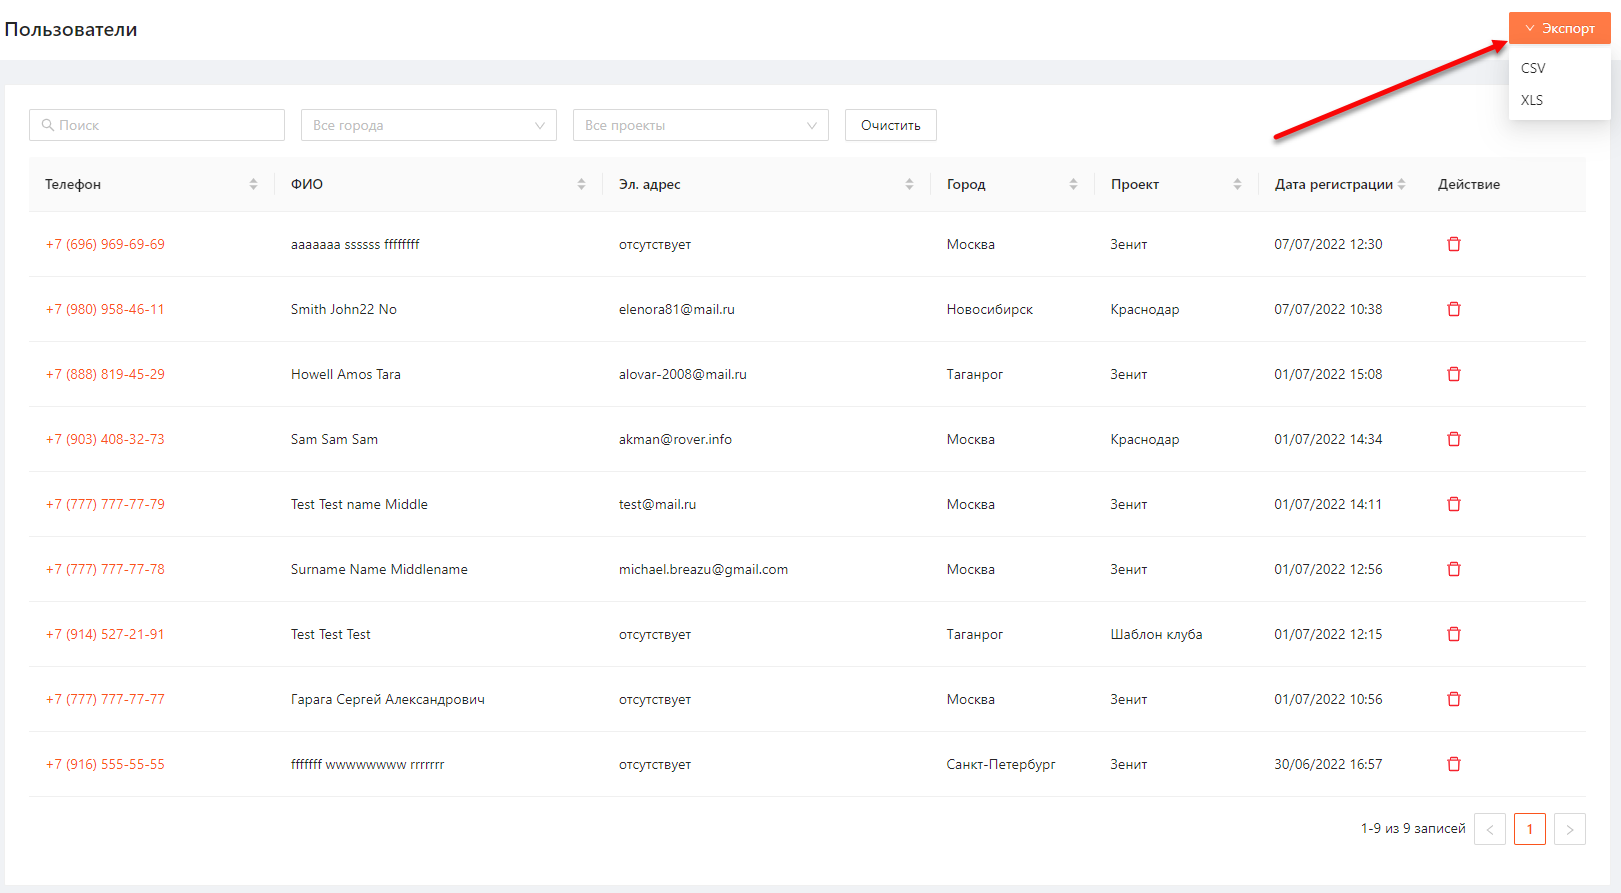 Пользователи
Экспорт
CSV
XLS
Поиск Все города Все проекты Очистить
Телефон ФИО Эл. адрес Город Проект Дата регистрации Действие
+7 (696) 969-69-69 aaaaaaa ssssss ffffffff отсутствует Москва Зенит 07/07/2022 12:30
+7 (980) 958-46-11 Smith John22 No elenora81@mail.ru Новосибирск Краснодар 07/07/2022 10:38
+7 (888) 819-45-29 Howell Amos Tara alovar-2008@mail.ru Таганрог Зенит 01/07/2022 15:08
+7 (903) 408-32-73 Sam Sam Sam akman@rover.info Москва Краснодар 01/07/2022 14:34
+7 (777) 777-77-79 Test Test name Middle test@mail.ru Москва Зенит 01/07/2022 14:11
+7 (777) 777-77-78 Surname Name Middlename michael.breazu@gmail.com Москва Зенит 01/07/2022 12:56
+7 (914) 527-21-91 Test Test Test отсутствует Таганрог Шаблон клуба 01/07/2022 12:15
+7 (777) 777-77-77 Гарага Сергей Александрович отсутствует Москва Зенит 01/07/2022 10:56
+7 (916) 555-55-55 fffffff wwwwwwww rrrrrrr отсутствует Санкт-Петербург Зенит 30/06/2022 16:57
1-9 из 9 записей < 1 >